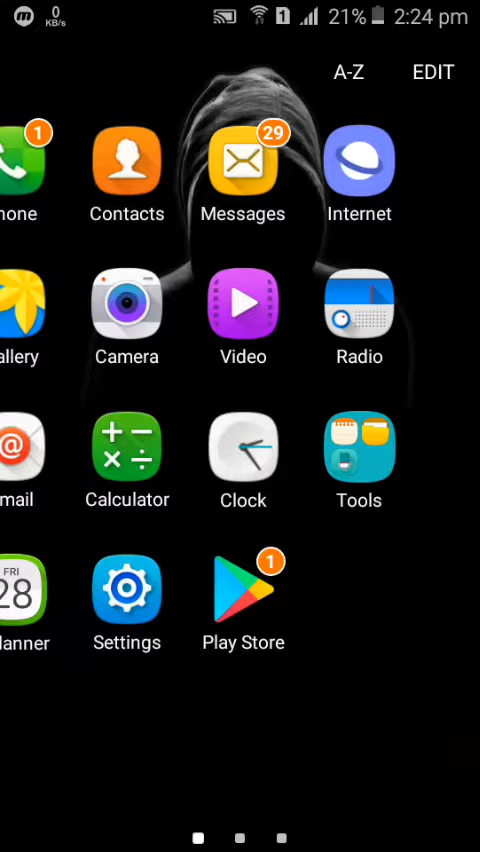 0
KB/s
1
21%
2:24 pm
A-Z
EDIT
1
29
hone
Contacts
Messages
Internet
allery
Camera
Video
Radio
@
mail
Calculator
Clock
Tools
FRI
28
1
lanner
Settings
Play Store